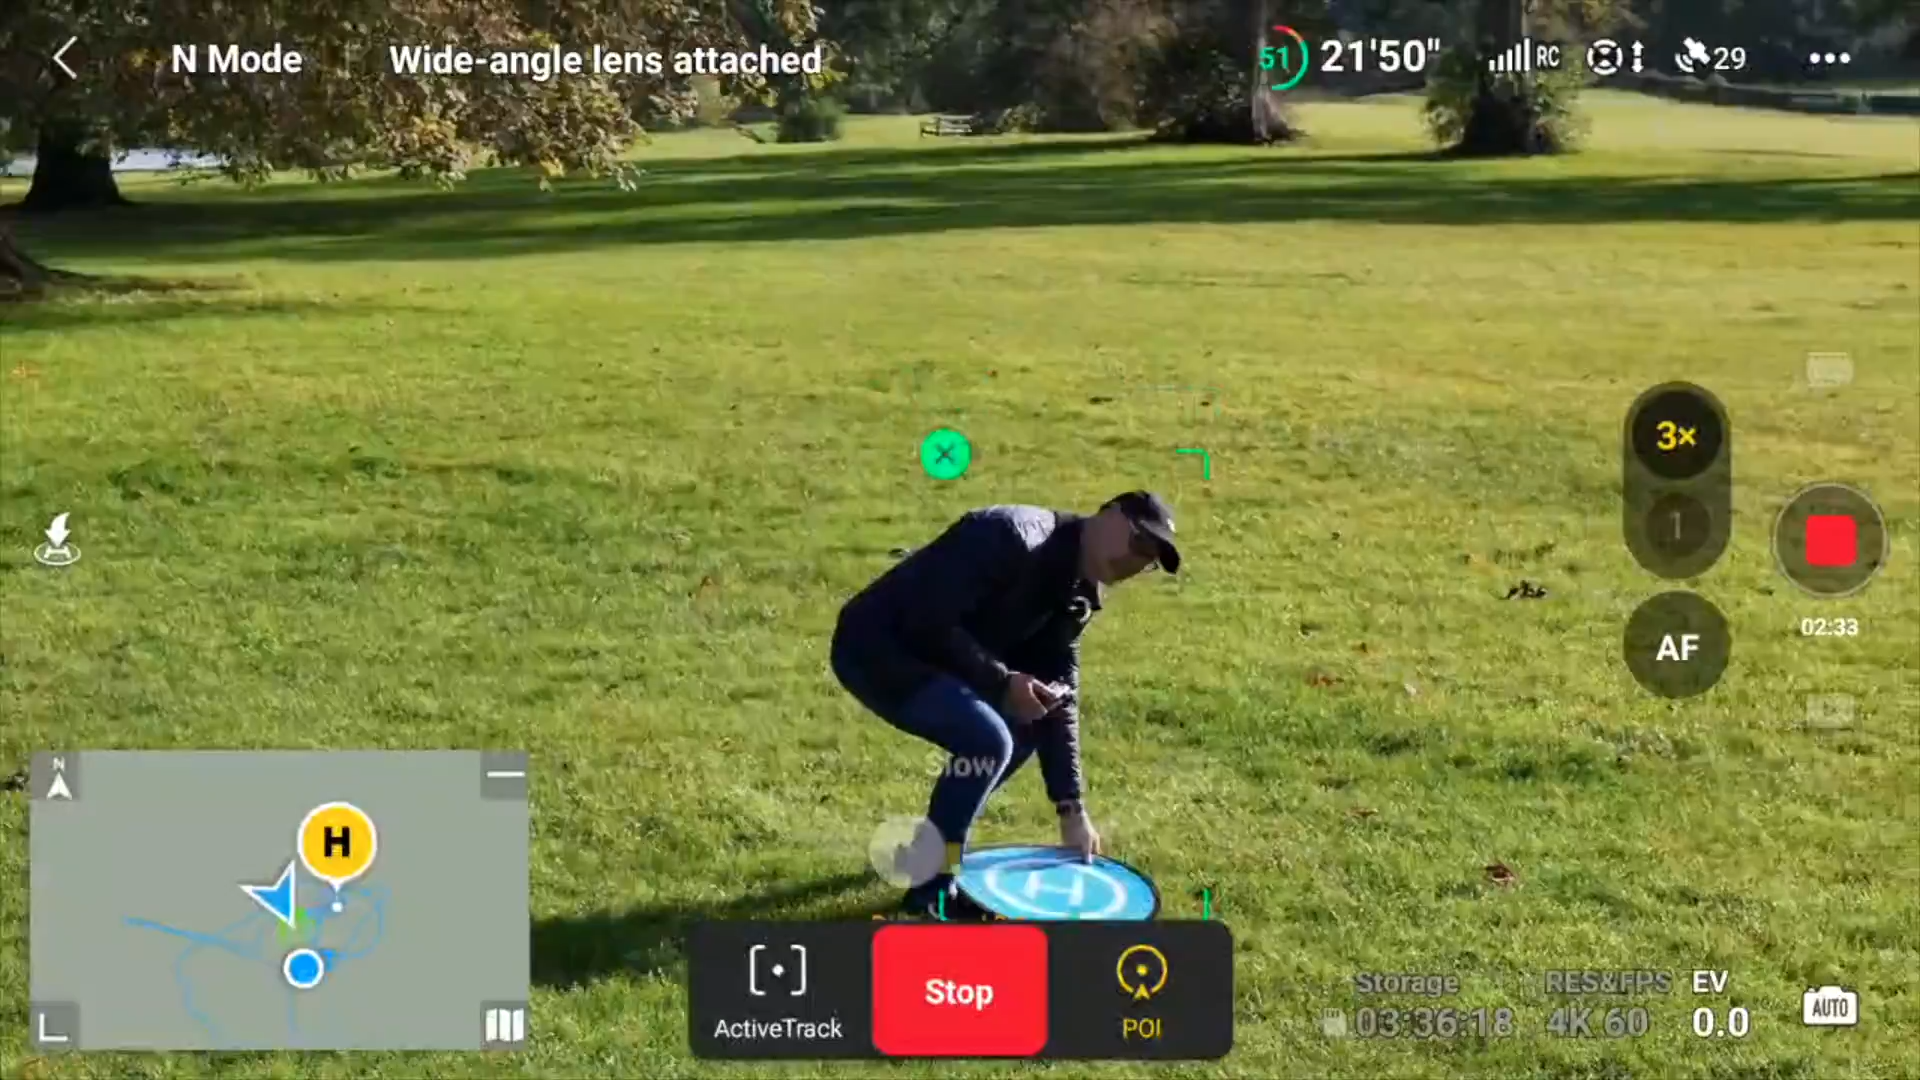 N Mode
Wide-angle lens attached
51
21'50"
RC
29
3×
1
02:33
AF
Slow
N
H
H
ActiveTrack
Stop
POI
Storage
RES&FPS
EV
03:36:18
4K 60
0.0
AUTO